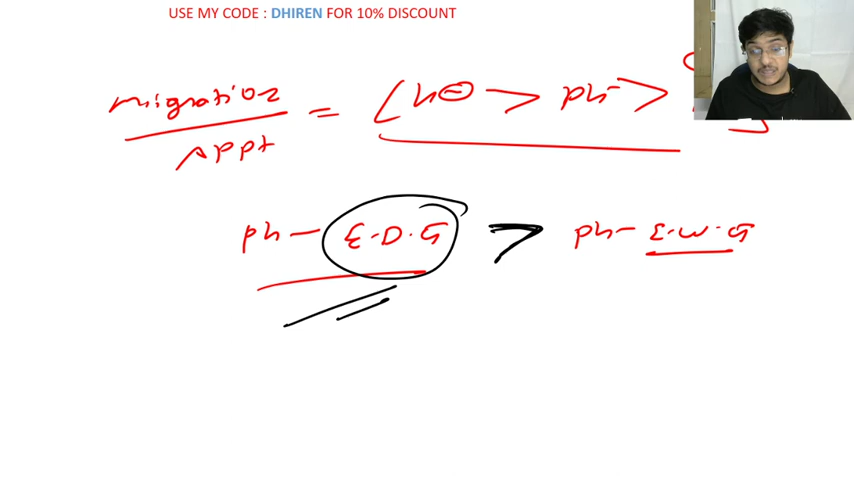 USE MY CODE : DHIREN FOR 10% DISCOUNT
migration = [ h⊖ > ph- >
Appt
ph- E.D.G > ph- E.W.G